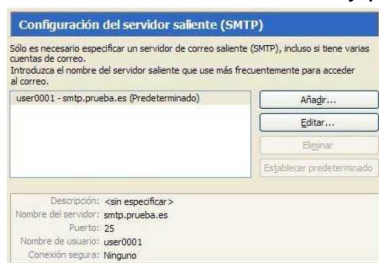 Configuración del servidor saliente (SMTP)
Sólo es necesario especificar un servidor de correo saliente (SMTP), incluso si tiene varias
cuentas de correo.
Introduzca el nombre del servidor saliente que use más frecuentemente para acceder
al correo.
user0001 - smtp.prueba.es (Predeterminado)
Añadir...
Editar...
Eliminar
Establecer predeterminado
Descripción: <sin especificar>
Nombre del servidor: smtp.prueba.es
Puerto: 25
Nombre de usuario: user0001
Conexión segura: Ninguno